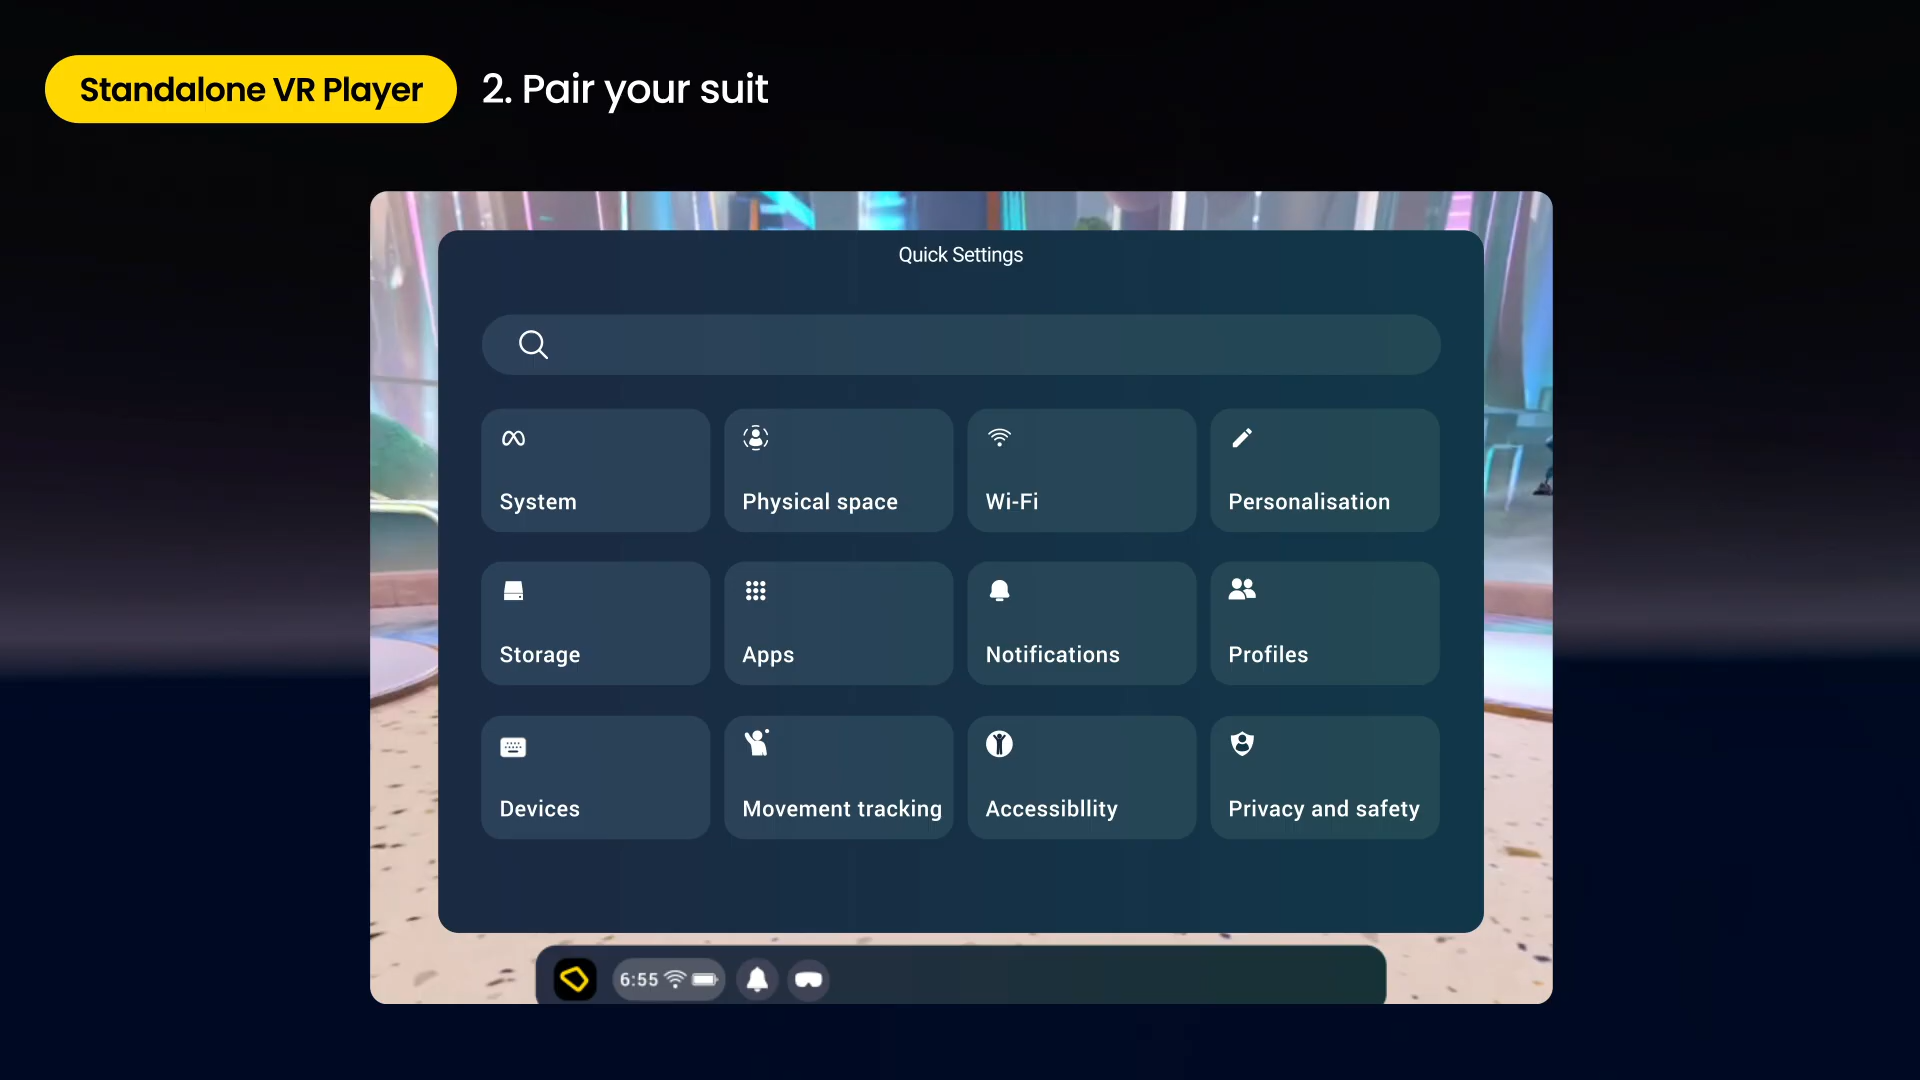 Standalone VR Player
2. Pair your suit
Quick Settings
System
Physical space
Wi-Fi
Personalisation
Storage
Apps
Notifications
Profiles
Devices
Movement tracking
Accessibllity
Privacy and safety
6:55